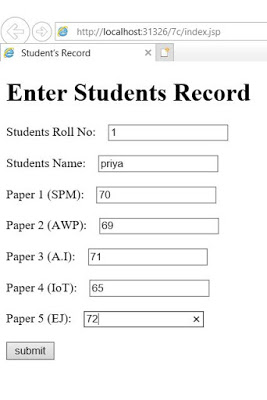 http://localhost:31326/7c/index.jsp
Student's Record
Enter Students Record
Students Roll No: 1
Students Name: priya
Paper 1 (SPM): 70
Paper 2 (AWP): 69
Paper 3 (A.I): 71
Paper 4 (IoT): 65
Paper 5 (EJ): 72
submit